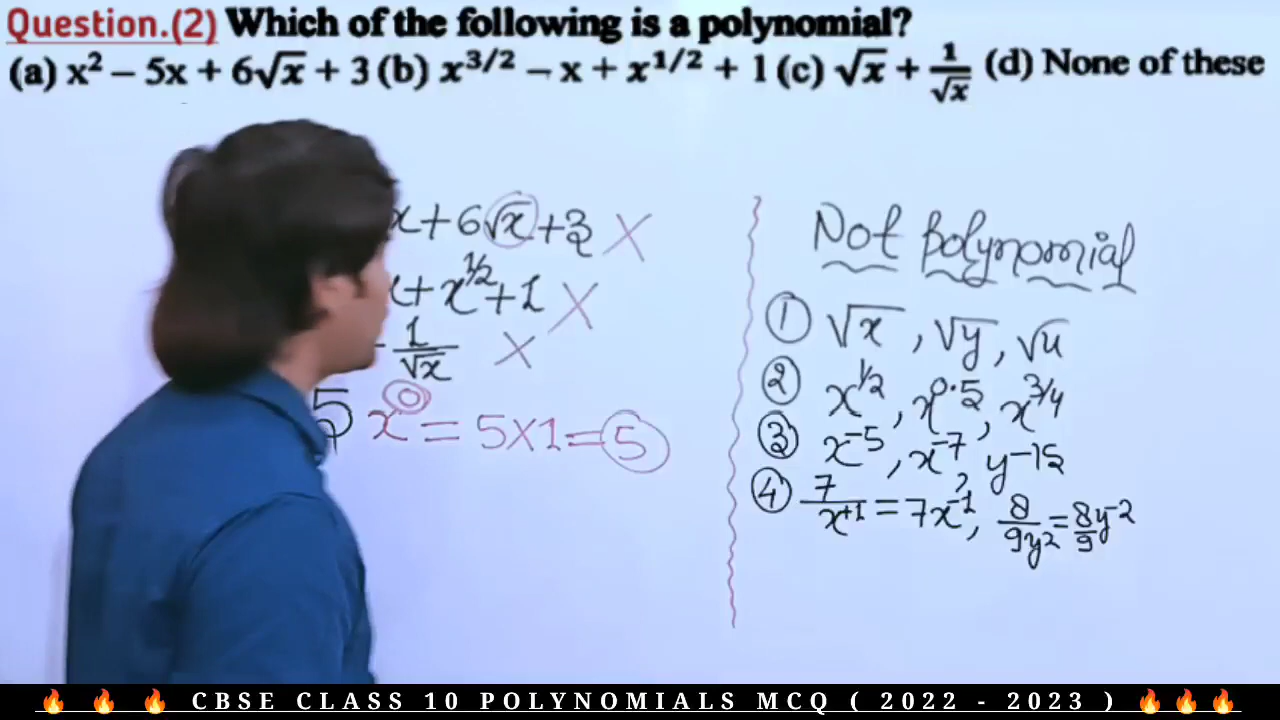 Question.(2) Which of the following is a polynomial?
(a) x² – 5x + 6√x + 3 (b) x^{3/2} – x + x^{1/2} + 1 (c) √x + 1/√x (d) None of these
x+6√x+3 ×
x+x^{1/2}+1 ×
1/√x ×
5 x⁰ = 5×1=5
Not polynomial
① √x, √y, √u
② x^{1/2}, x^{0.5}, x^{3/4}
③ x⁻⁵, x⁻⁷, y⁻¹⁵
④ 7/x⁺¹ = 7x⁻¹, 8/9y² = 8/9 y⁻²
🔥 🔥 🔥 CBSE CLASS 10 POLYNOMIALS MCQ ( 2022 - 2023 ) 🔥🔥🔥